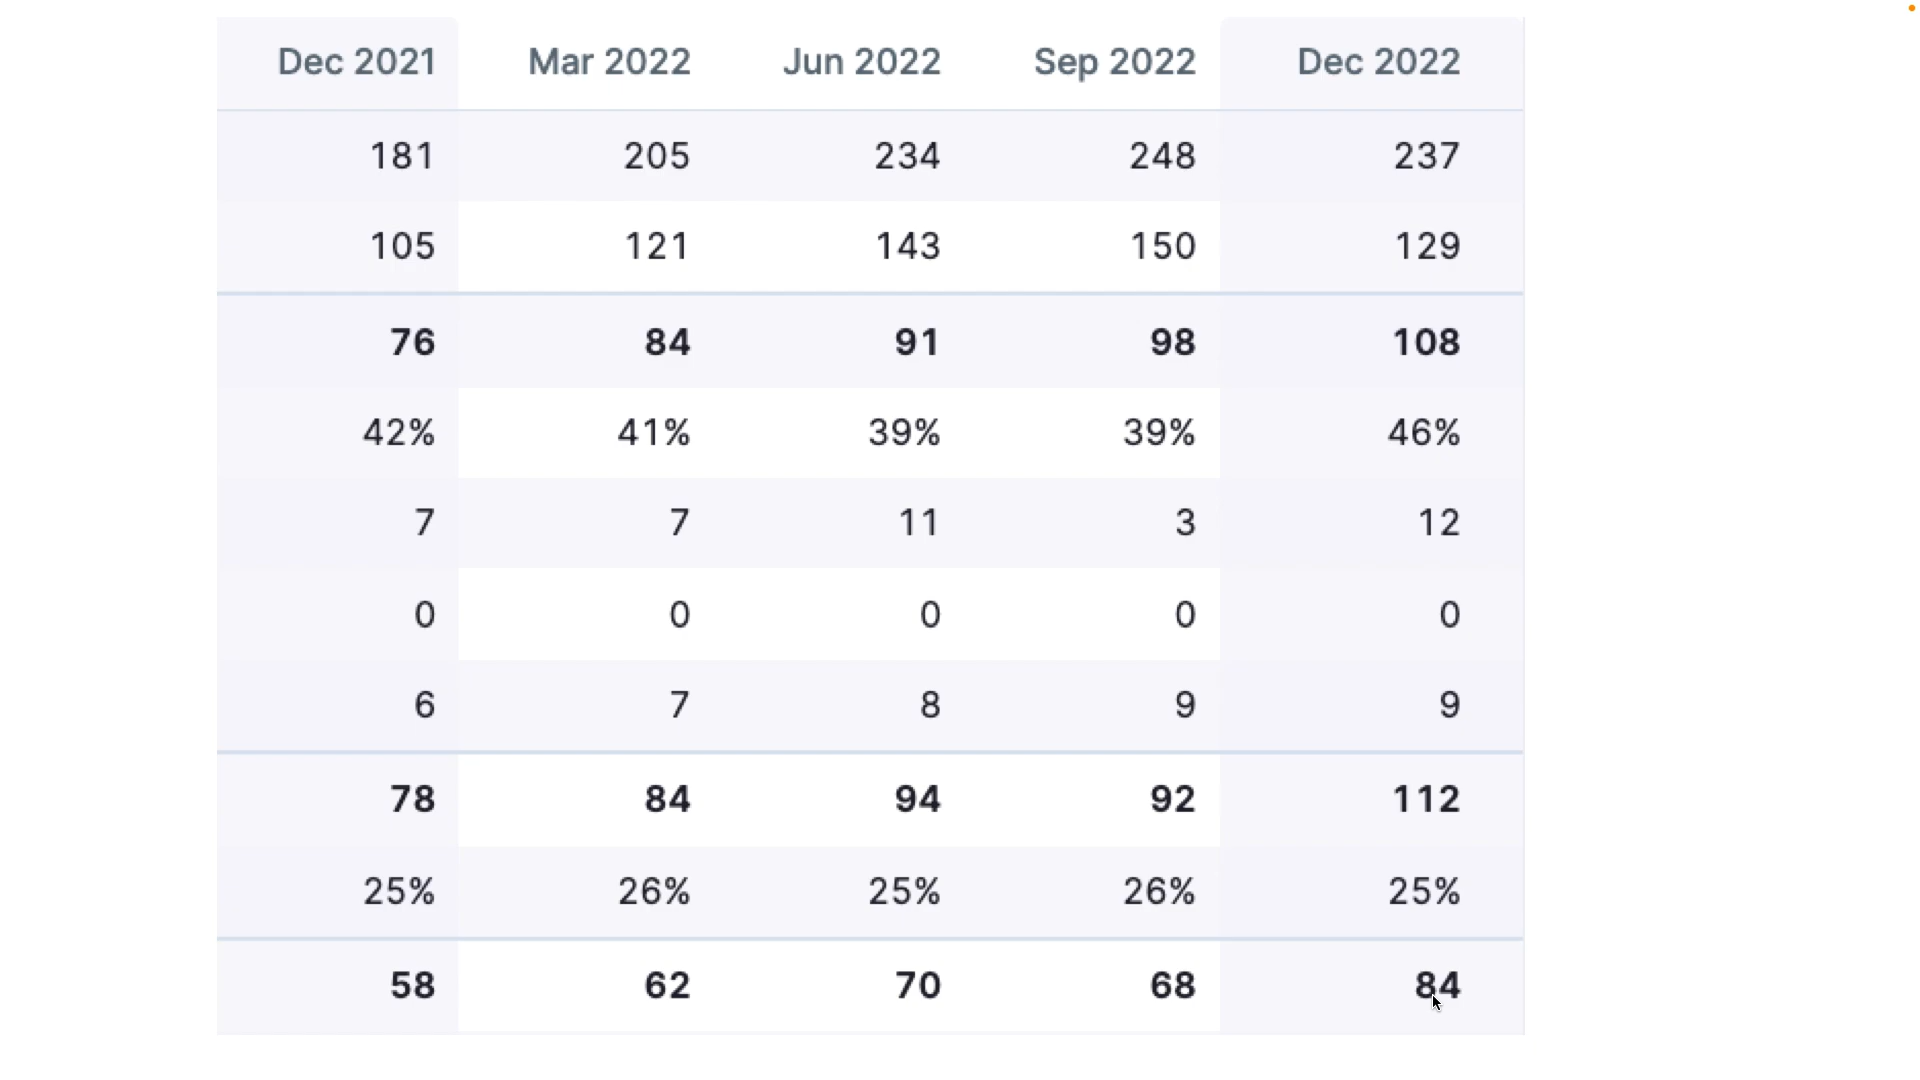 Dec 2021 Mar 2022 Jun 2022 Sep 2022 Dec 2022
181 205 234 248 237
105 121 143 150 129
76 84 91 98 108
42% 41% 39% 39% 46%
7 7 11 3 12
0 0 0 0 0
6 7 8 9 9
78 84 94 92 112
25% 26% 25% 26% 25%
58 62 70 68 84